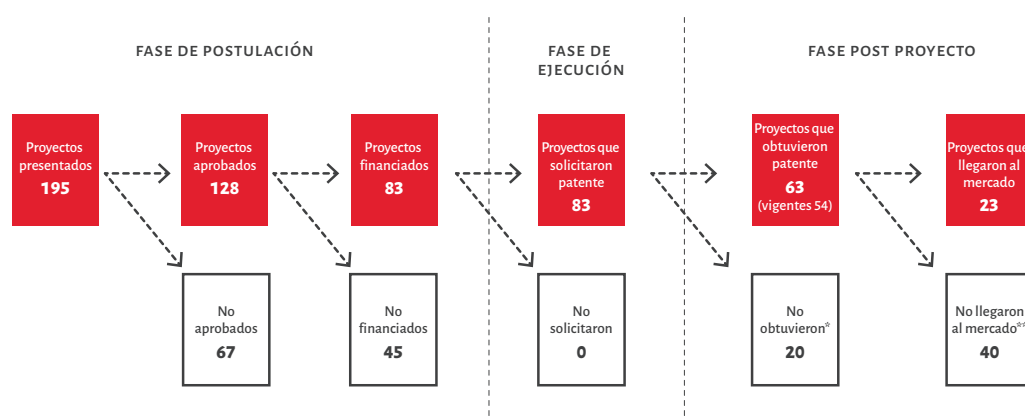 FASE DE POSTULACIÓN
FASE DE
EJECUCIÓN
FASE POST PROYECTO
Proyectos
presentados
195
Proyectos
aprobados
128
Proyectos
financiados
83
Proyectos que
solicitaron
patente
83
Proyectos que
obtuvieron
patente
63
(vigentes 54)
Proyectos que
llegaron al
mercado
23
No
aprobados
67
No
financiados
45
No
solicitaron
0
No
obtuvieron*
20
No llegaron
al mercado**
40